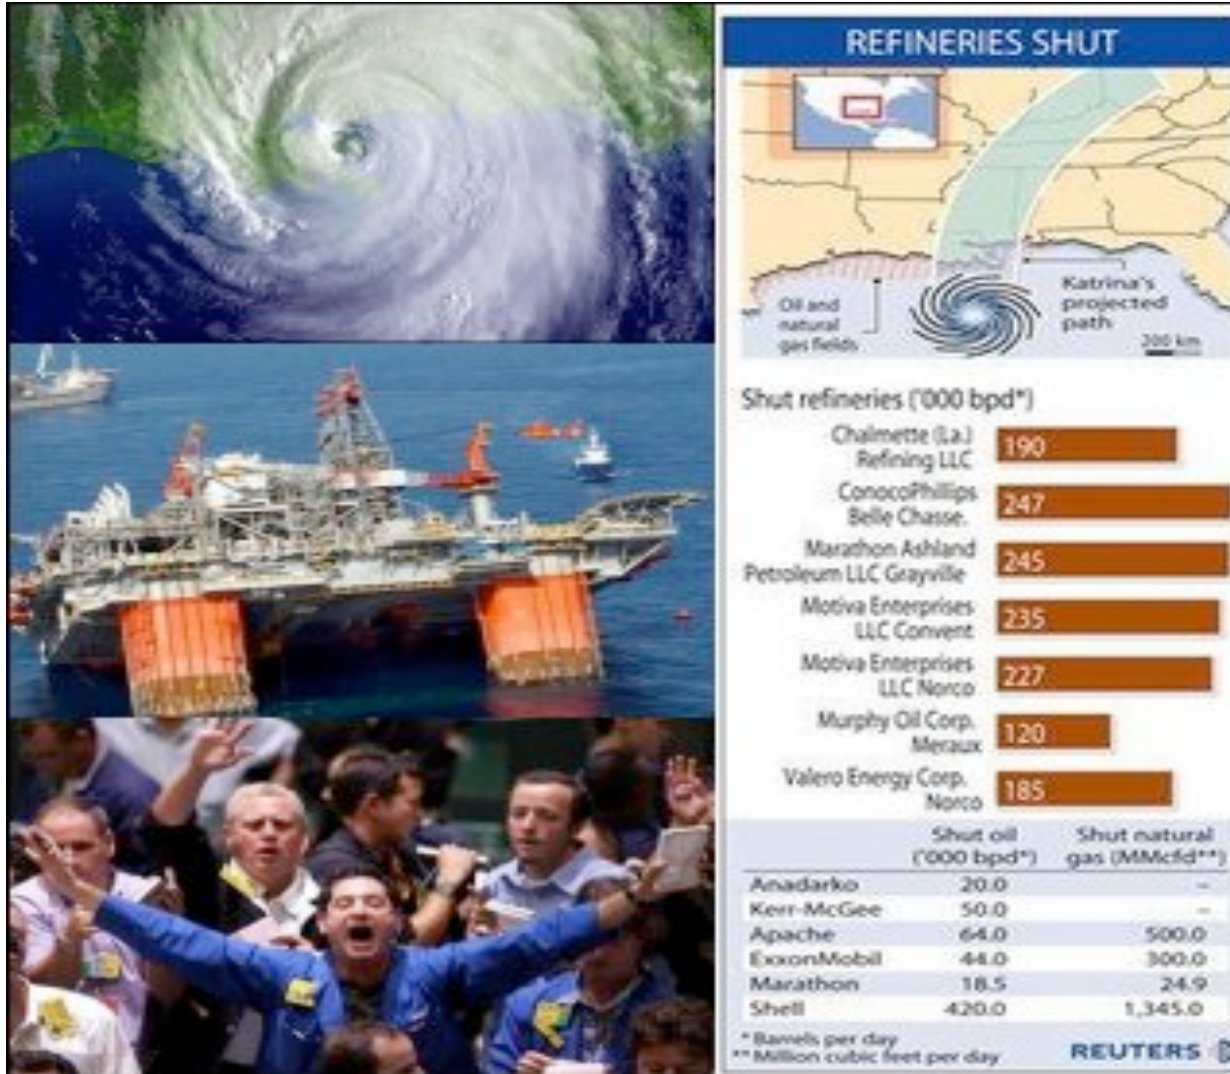 REFINERIES SHUT
Oil and
natural
gas fields
Katrina's
projected
path
200 km
Shut refineries ('000 bpd*)
Chalmette (La.)
Refining LLC
190
ConocoPhillips
Belle Chasse.
247
Marathon Ashland
Petroleum LLC Grayville
245
Motiva Enterprises
LLC Convent
235
Motiva Enterprises
LLC Norco
227
Murphy Oil Corp.
Meraux
120
Valero Energy Corp.
Norco
185
Shut oil Shut natural
('000 bpd*) gas (MMcfd**)
Anadarko 20.0 –
Kerr-McGee 50.0 –
Apache 64.0 500.0
ExxonMobil 44.0 300.0
Marathon 18.5 24.9
Shell 420.0 1,345.0
* Barrels per day
** Million cubic feet per day
REUTERS